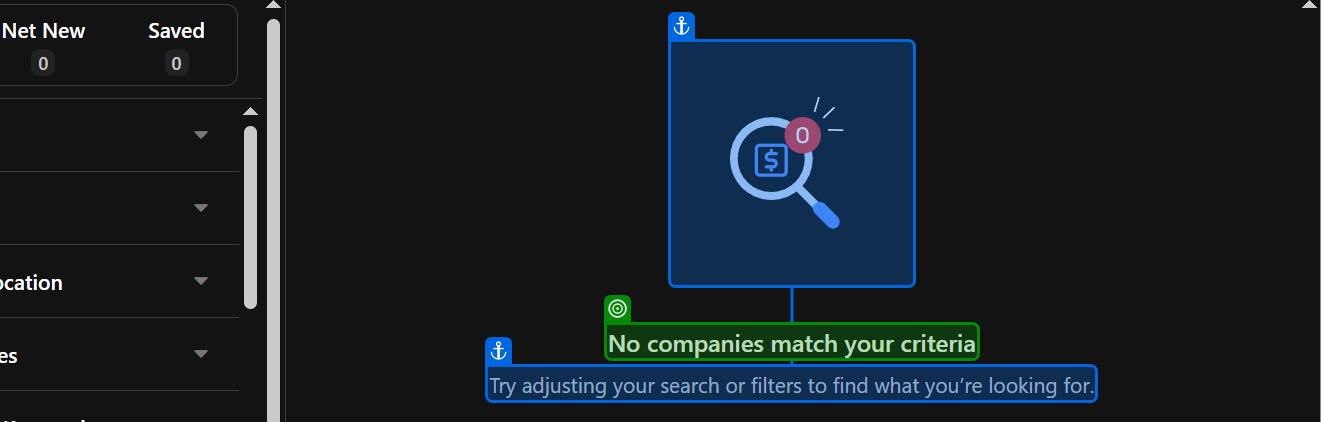 Net New
Saved
0
0
0
$
ocation
es
No companies match your criteria
Try adjusting your search or filters to find what you’re looking for.